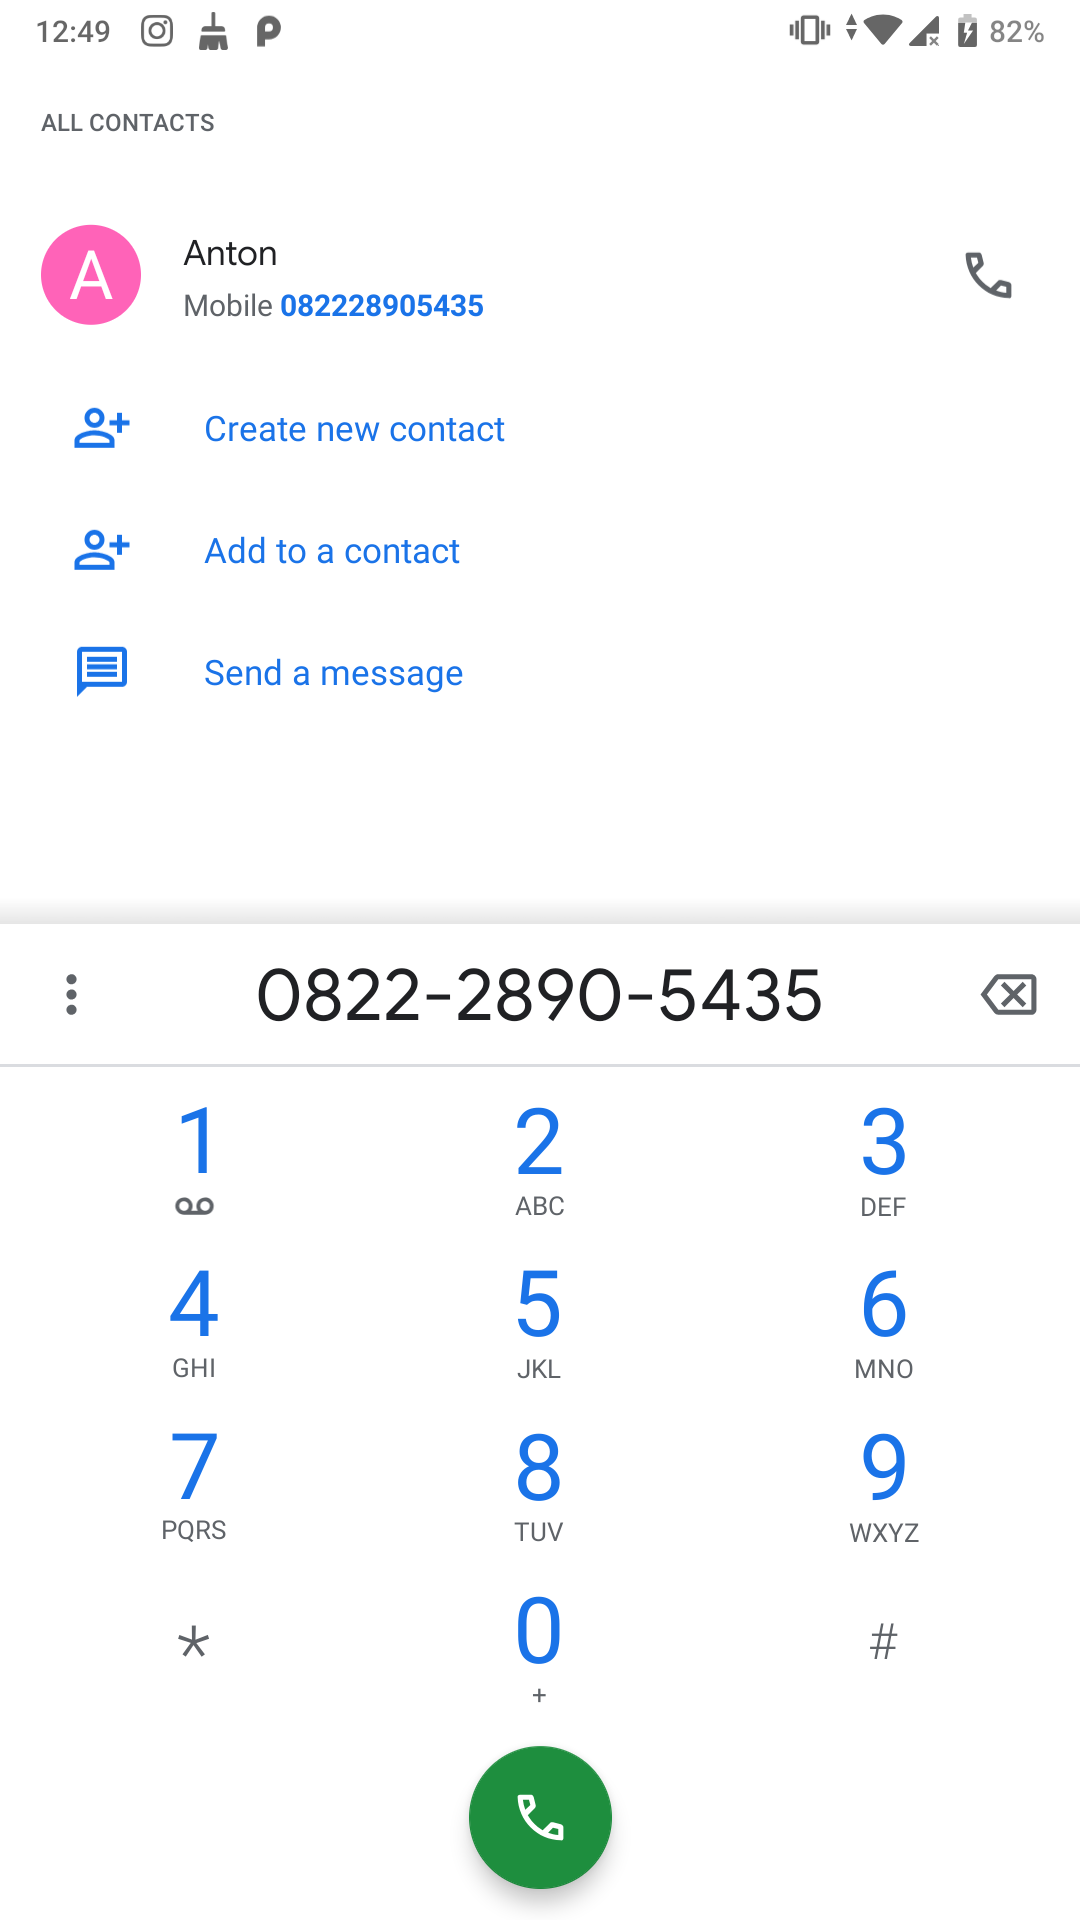 12:49
82%
ALL CONTACTS
A
Anton
Mobile 082228905435
Create new contact
Add to a contact
Send a message
0822-2890-5435
1 2 3
ABC DEF
4 5 6
GHI JKL MNO
7 8 9
PQRS TUV WXYZ
* 0 #
+